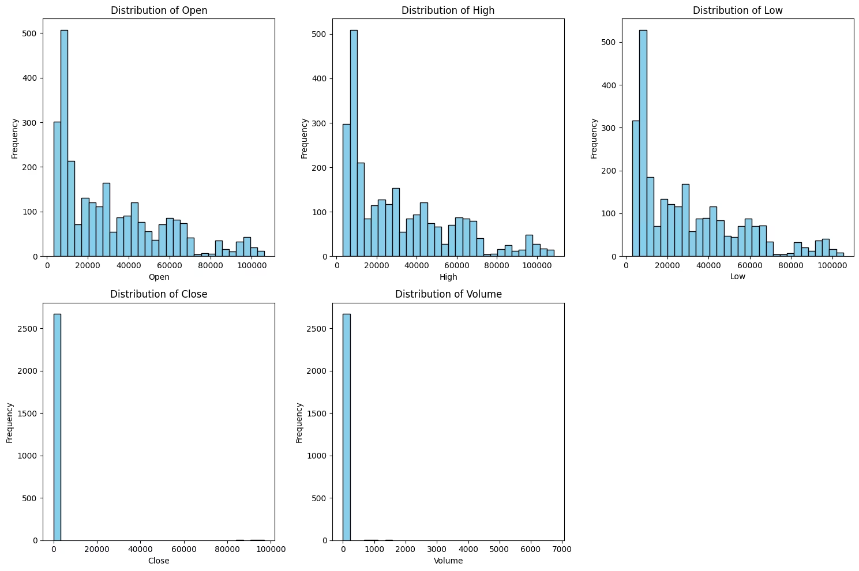 Distribution of Open
Distribution of High
Distribution of Low
500
400
300
200
100
0
Frequency
0 20000 40000 60000 80000 100000
Open
500
400
300
200
100
0
Frequency
0 20000 40000 60000 80000 100000
High
500
400
300
200
100
0
Frequency
0 20000 40000 60000 80000 100000
Low
Distribution of Close
Distribution of Volume
2500
2000
1500
1000
500
0
Frequency
0 20000 40000 60000 80000 100000
Close
2500
2000
1500
1000
500
0
Frequency
0 1000 2000 3000 4000 5000 6000 7000
Volume